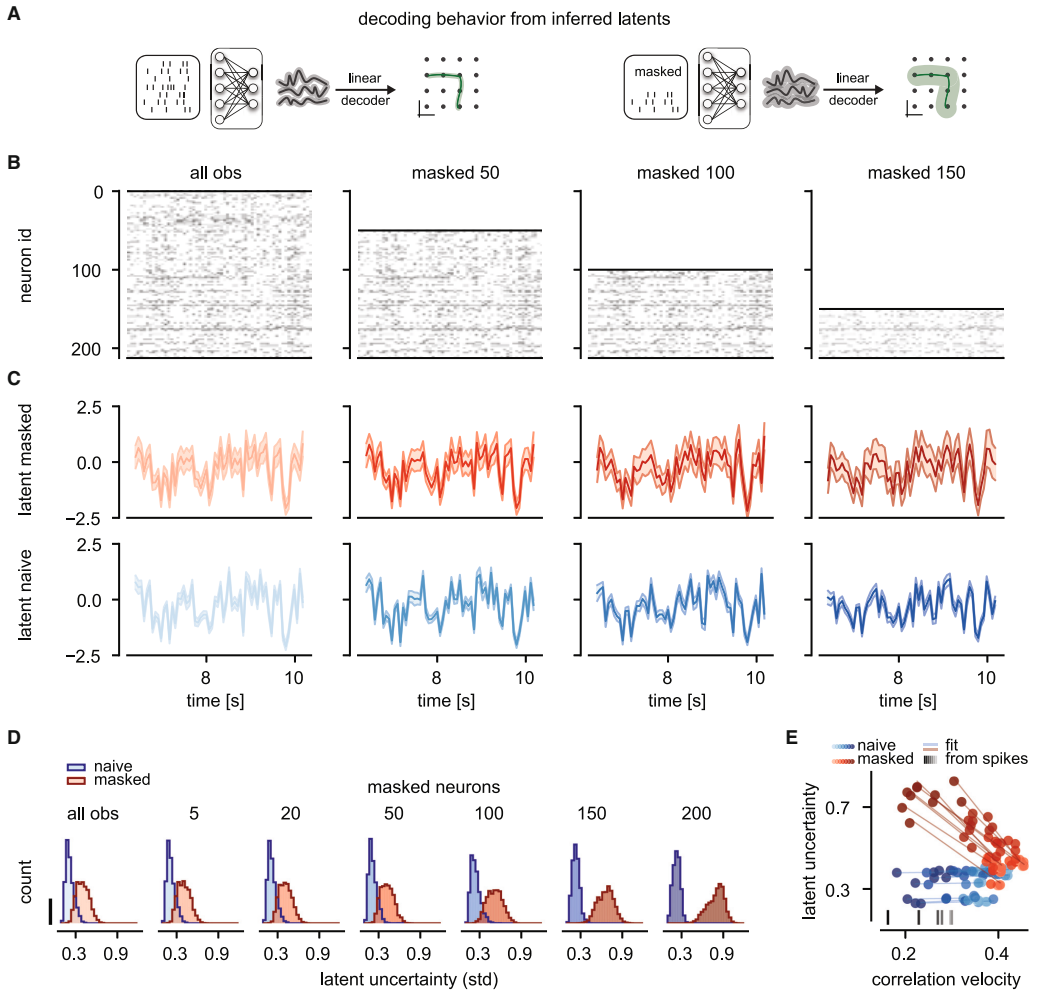 A
decoding behavior from inferred latents
linear
decoder
masked
linear
decoder
B
all obs
masked 50
masked 100
masked 150
neuron id
0
100
200
C
latent masked
2.5
0.0
−2.5
latent naive
2.5
0.0
−2.5
8
10
8
10
8
10
8
10
time [s]
time [s]
time [s]
time [s]
D
naive
masked
masked neurons
all obs
5
20
50
100
150
200
count
0.3 0.9
0.3 0.9
0.3 0.9
0.3 0.9
0.3 0.9
0.3 0.9
0.3 0.9
latent uncertainty (std)
E
naive
fit
masked
from spikes
latent uncertainty
0.7
0.3
0.2
0.4
correlation velocity